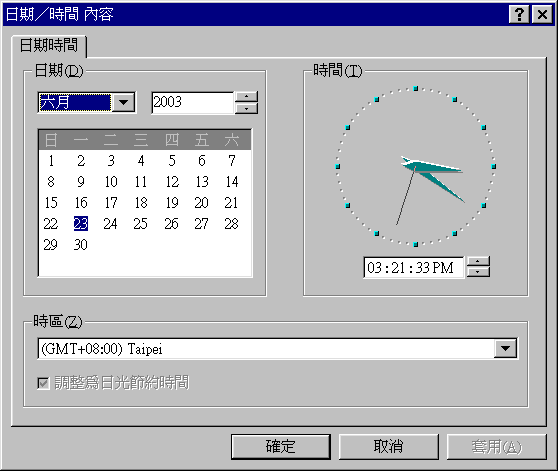 日期／時間 內容
日期時間
日期(D)
六月
2003
日 一 二 三 四 五 六
1 2 3 4 5 6 7
8 9 10 11 12 13 14
15 16 17 18 19 20 21
22 23 24 25 26 27 28
29 30
時間(T)
03:21:33PM
時區(Z)
(GMT+08:00) Taipei
調整為日光節約時間
確定
取消
套用(A)